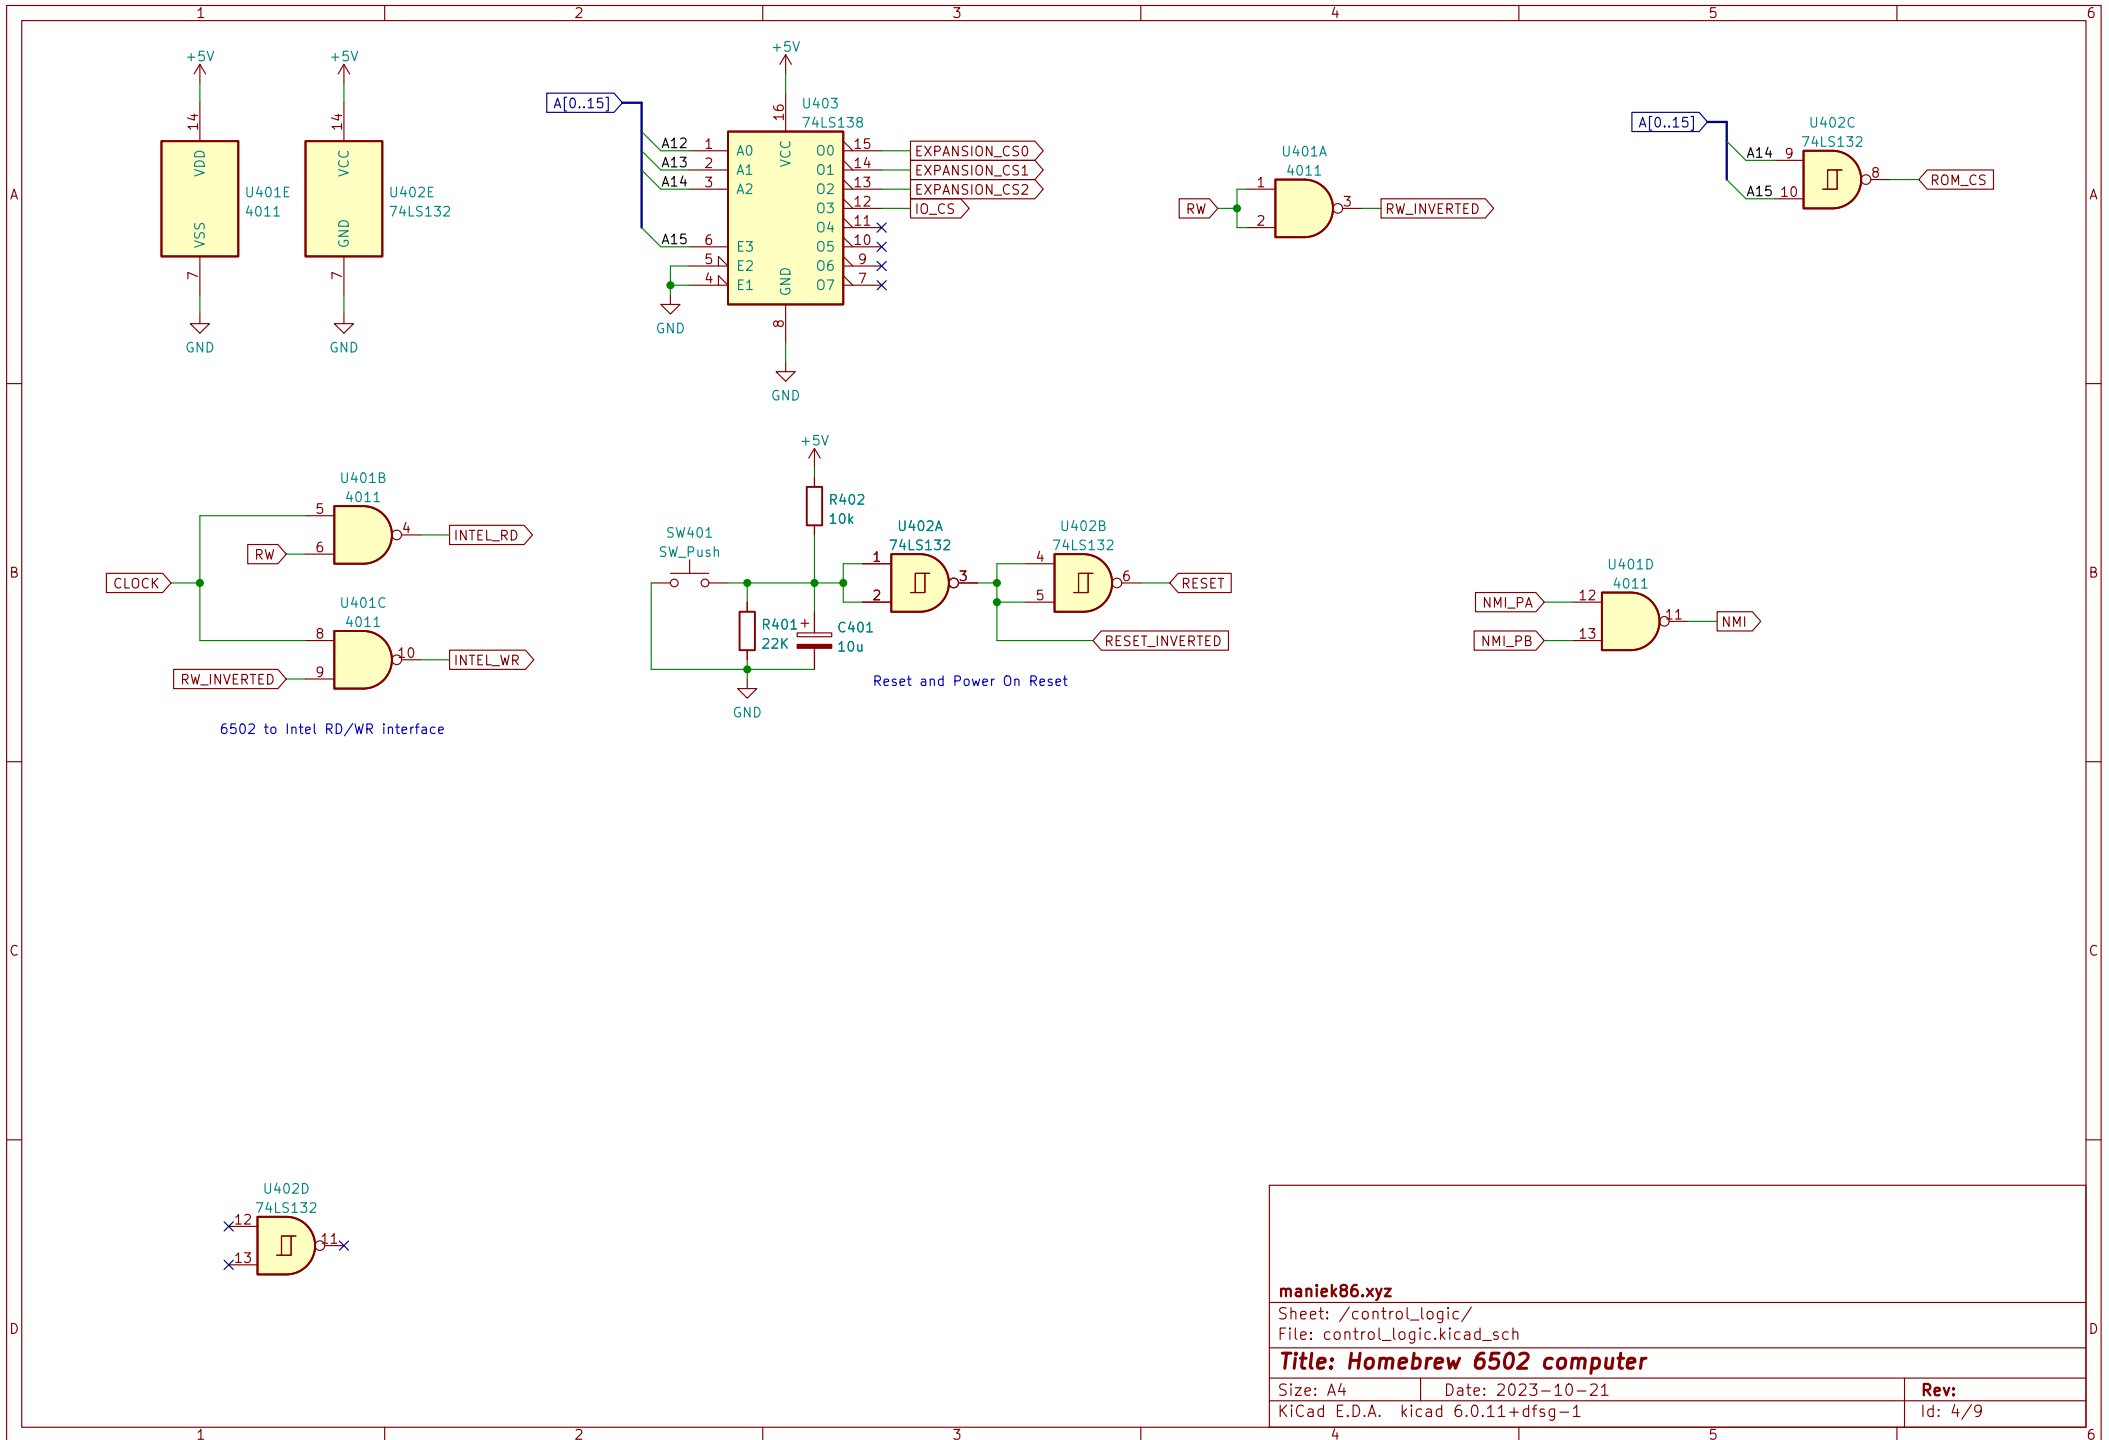 1 2 3 4 5 6
A
B
C
D
A
B
C
D
1 2 3 4 5 6
+5V
14
VDD
VSS
7
GND
U401E
4011
+5V
14
VCC
GND
7
GND
U402E
74LS132
A[0..15]
A12
A13
A14
A15
+5V
16
U403
74LS138
1 A0 VCC O0 15 EXPANSION_CS0
2 A1 O1 14 EXPANSION_CS1
3 A2 O2 13 EXPANSION_CS2
O3 12 IO_CS
O4 11
6 E3 O5 10
5 E2 O6 9
4 E1 GND O7 7
GND
8
GND
U401A
4011
RW
1
2
3
RW_INVERTED
A[0..15]
A14
A15
U402C
74LS132
9
10
8
ROM_CS
U401B
4011
5
6
4
RW
INTEL_RD
CLOCK
U401C
4011
8
9
10
RW_INVERTED
INTEL_WR
6502 to Intel RD/WR interface
+5V
R402
10k
SW401
SW_Push
R401
22K
C401
10u
+
GND
U402A
74LS132
1
2
3
U402B
74LS132
4
5
6
RESET
RESET_INVERTED
Reset and Power On Reset
U401D
4011
NMI_PA
NMI_PB
12
13
11
NMI
U402D
74LS132
12
13
11
maniek86.xyz
Sheet: /control_logic/
File: control_logic.kicad_sch
Title: Homebrew 6502 computer
Size: A4 Date: 2023-10-21 Rev:
KiCad E.D.A. kicad 6.0.11+dfsg-1 Id: 4/9